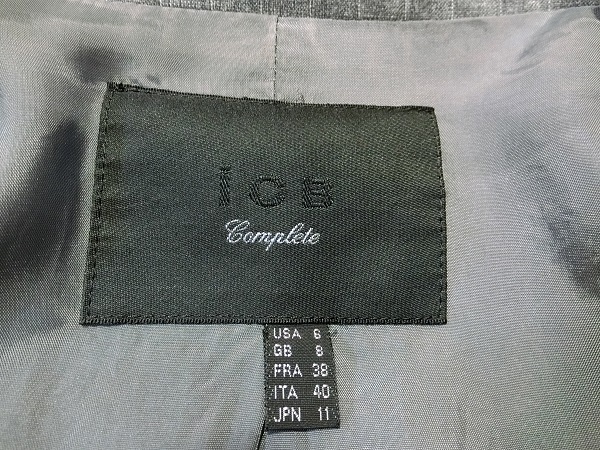 iCB
Complete
USA 6
GB 8
FRA 38
ITA 40
JPN 11